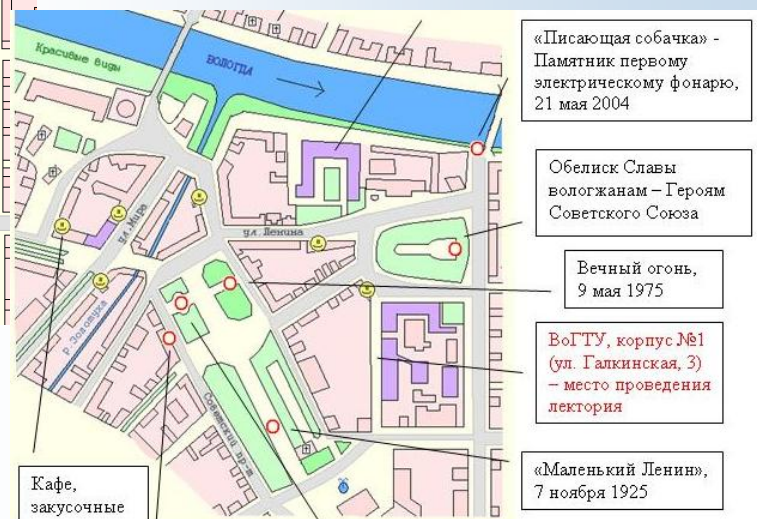 Красивые виды
ВОЛОГДА
ул. Мира
ул. Ленина
р. Золотуха
Советский пр-т
«Писающая собачка» -
Памятник первому
электрическому фонарю,
21 мая 2004
Обелиск Славы
вологжанам – Героям
Советского Союза
Вечный огонь,
9 мая 1975
ВоГТУ, корпус №1
(ул. Галкинская, 3)
– место проведения
лектория
«Маленький Ленин»,
7 ноября 1925
Кафе,
закусочные